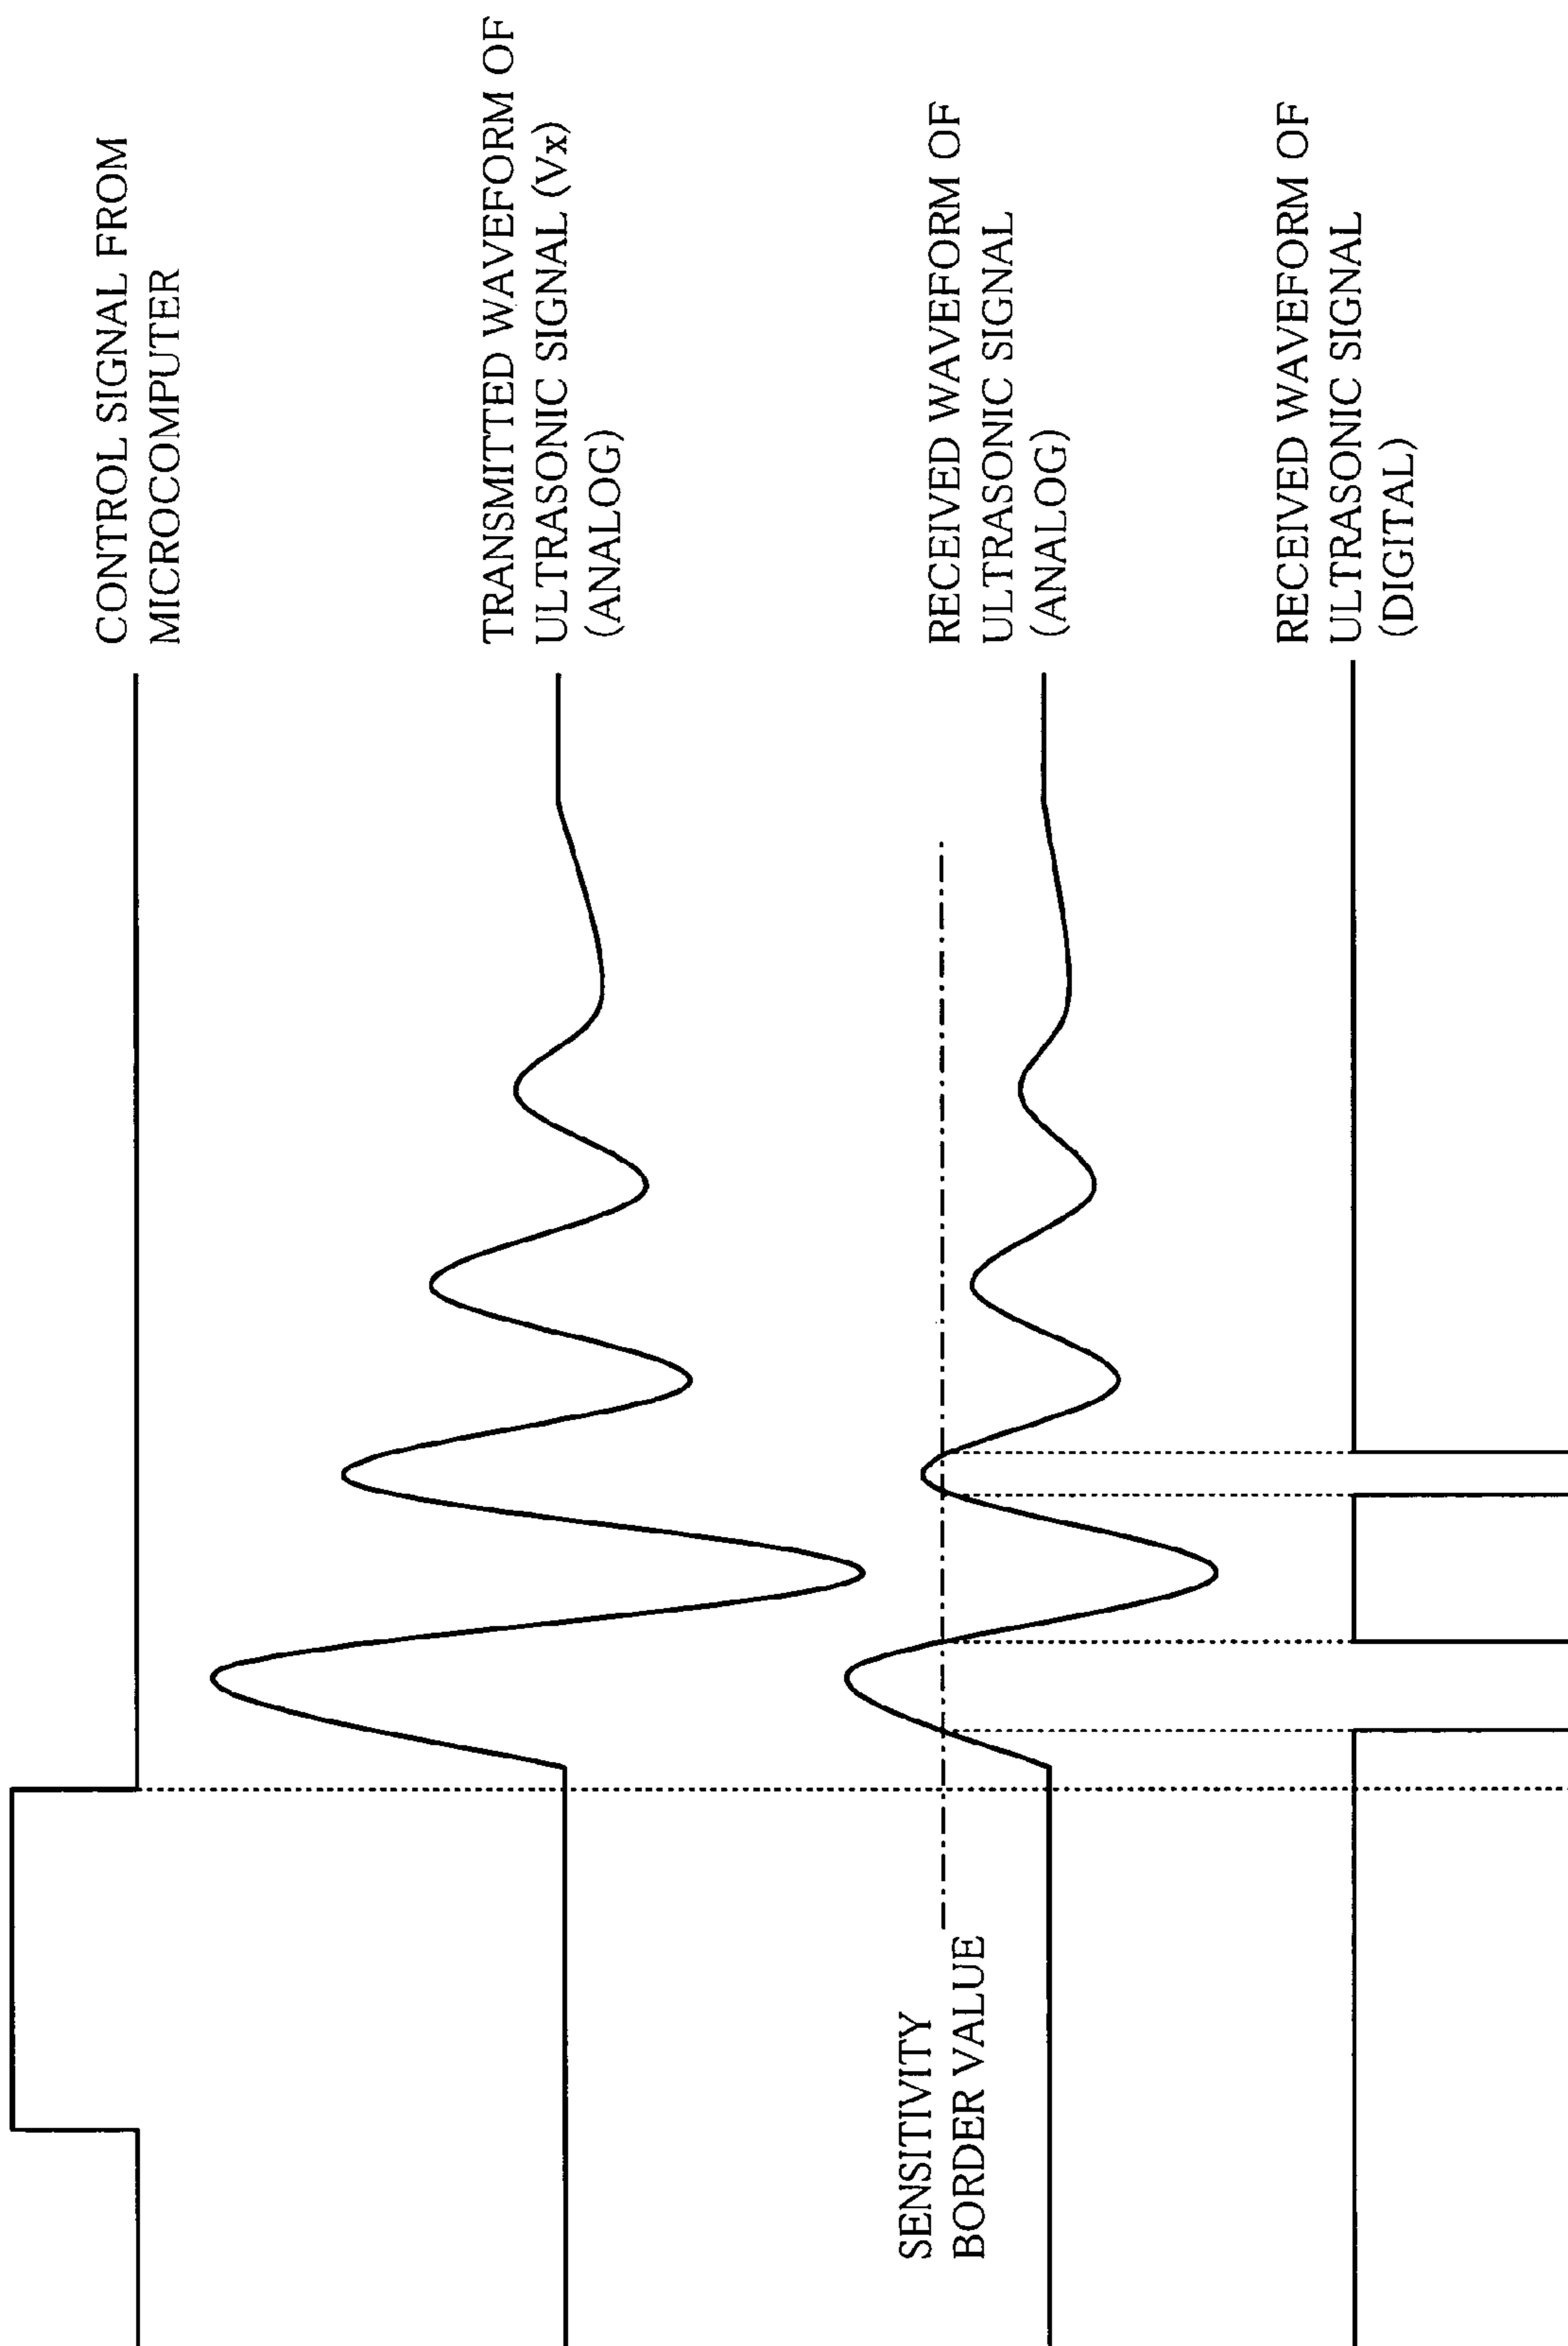 CONTROL SIGNAL FROM
MICROCOMPUTER
TRANSMITTED WAVEFORM OF
ULTRASONIC SIGNAL (Vx)
(ANALOG)
SENSITIVITY
BORDER VALUE
RECEIVED WAVEFORM OF
ULTRASONIC SIGNAL
(ANALOG)
RECEIVED WAVEFORM OF
ULTRASONIC SIGNAL
(DIGITAL)